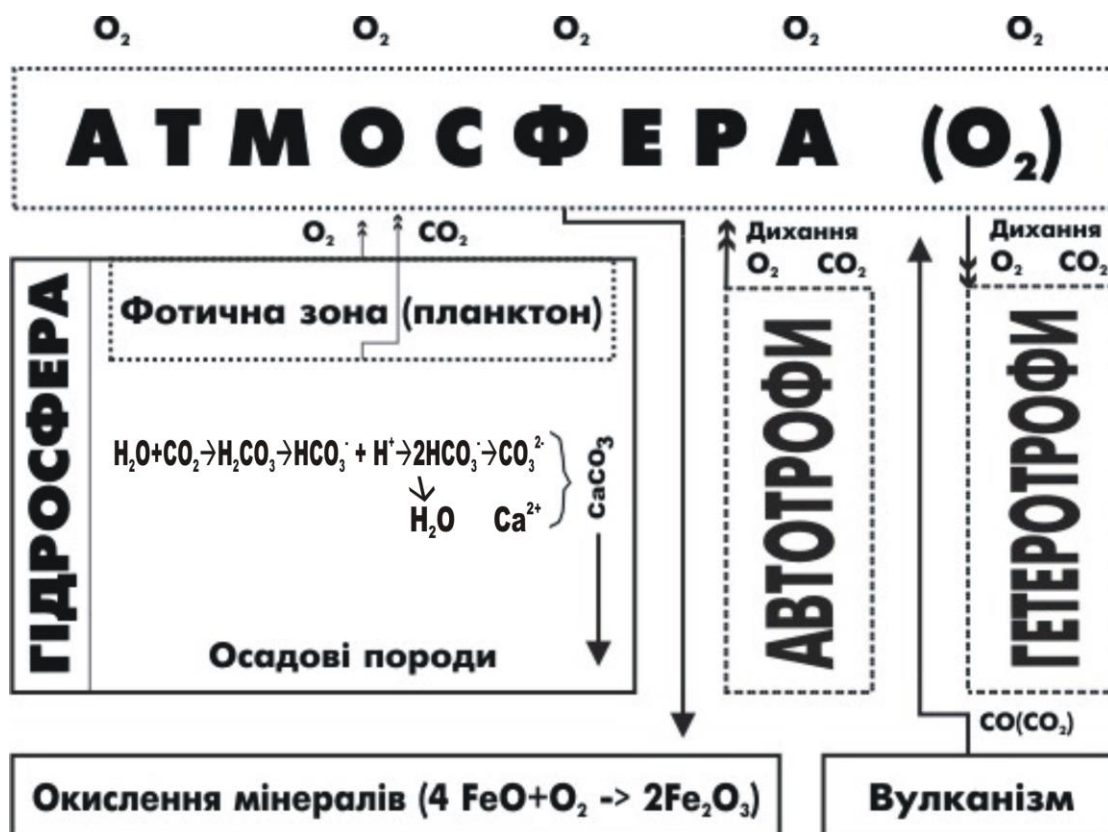 O₂ O₂ O₂ O₂ O₂
АТМОСФЕРА (O₂)
O₂ CO₂
Дихання
O₂ CO₂
Дихання
O₂ CO₂
ГІДРОСФЕРА
Фотична зона (планктон)
H₂O+CO₂→H₂CO₃→HCO₃⁻ + H⁺→2HCO₃⁻→CO₃²⁻
H₂O Ca²⁺
CaCO₃
Осадові породи
АВТОТРОФИ
ГЕТЕРОТРОФИ
CO(CO₂)
Окислення мінералів (4 FeO+O₂ -> 2Fe₂O₃)
Вулканізм